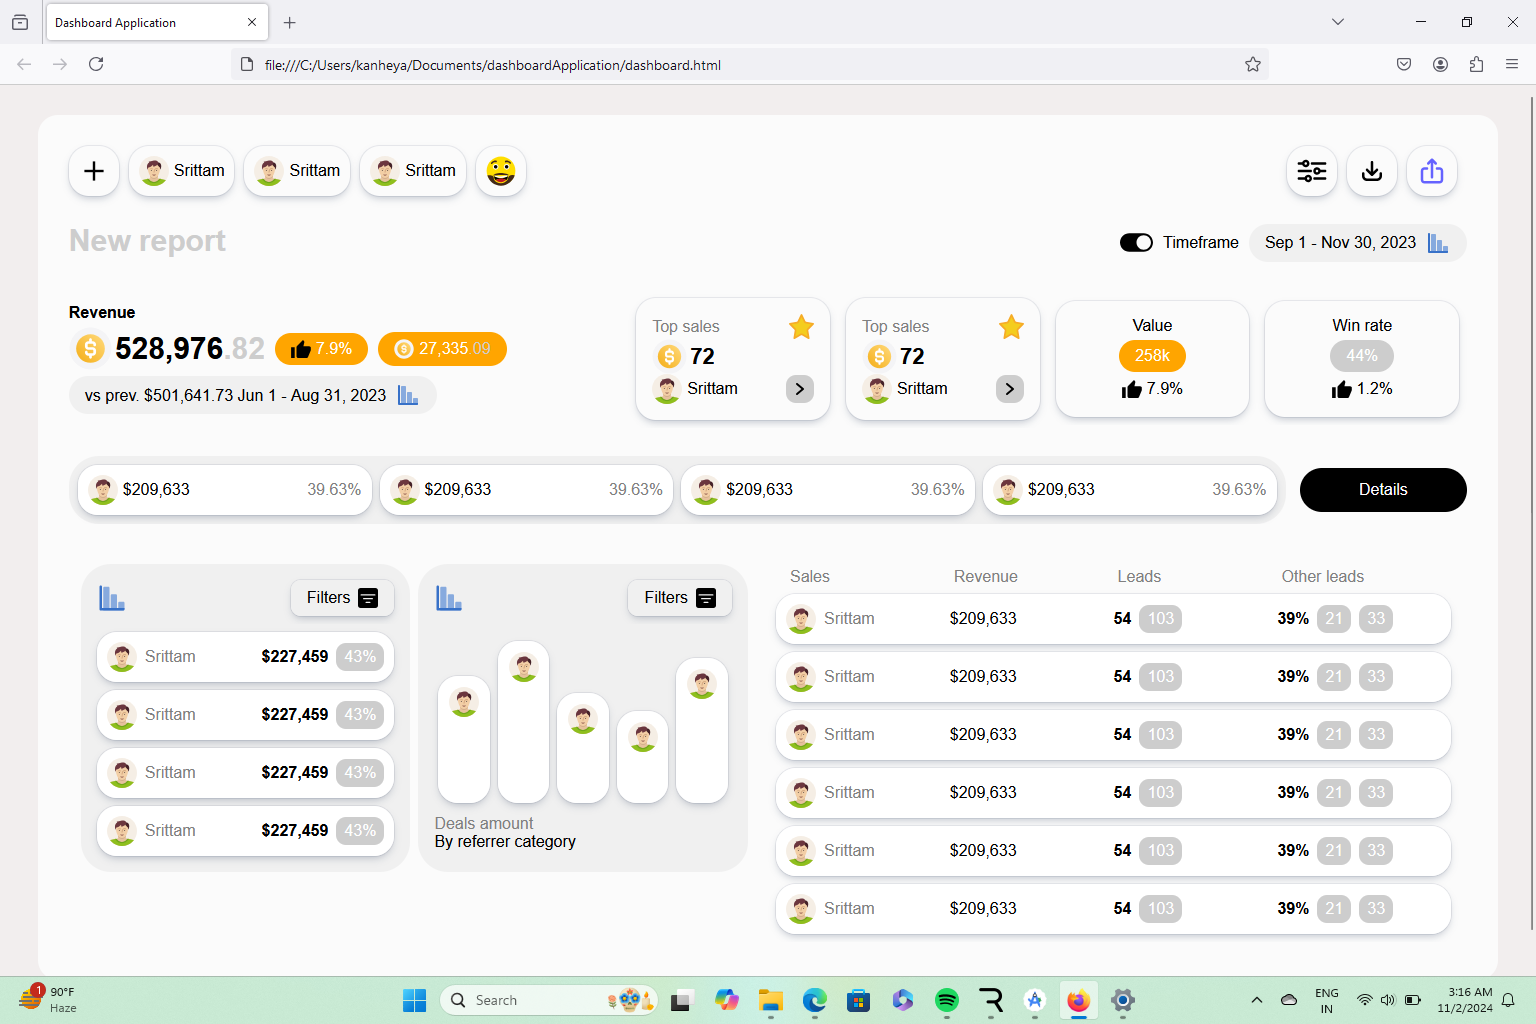 Dashboard Application
file:///C:/Users/kanheya/Documents/dashboardApplication/dashboard.html
Srittam
Srittam
Srittam
New report
Timeframe
Sep 1 - Nov 30, 2023
Revenue
528,976.82
7.9%
27,335.09
vs prev. $501,641.73 Jun 1 - Aug 31, 2023
Top sales
72
Srittam
Top sales
72
Srittam
Value
258k
7.9%
Win rate
44%
1.2%
$209,633 39.63%
$209,633 39.63%
$209,633 39.63%
$209,633 39.63%
Details
Filters
Srittam $227,459 43%
Srittam $227,459 43%
Srittam $227,459 43%
Srittam $227,459 43%
Filters
Deals amount
By referrer category
Sales Revenue Leads Other leads
Srittam $209,633 54 103 39% 21 33
Srittam $209,633 54 103 39% 21 33
Srittam $209,633 54 103 39% 21 33
Srittam $209,633 54 103 39% 21 33
Srittam $209,633 54 103 39% 21 33
Srittam $209,633 54 103 39% 21 33
1
90°F
Haze
Search
ENG
IN
3:16 AM
11/2/2024